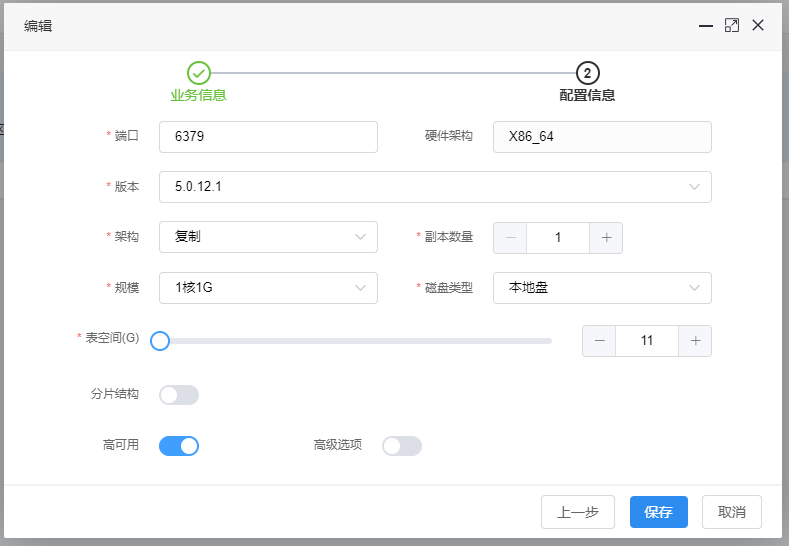 编辑
2
业务信息
配置信息
* 端口 6379 硬件架构 X86_64
* 版本 5.0.12.1
* 架构 复制 * 副本数量 1
* 规模 1核1G * 磁盘类型 本地盘
* 表空间(G) 11
分片结构
高可用 高级选项
上一步 保存 取消